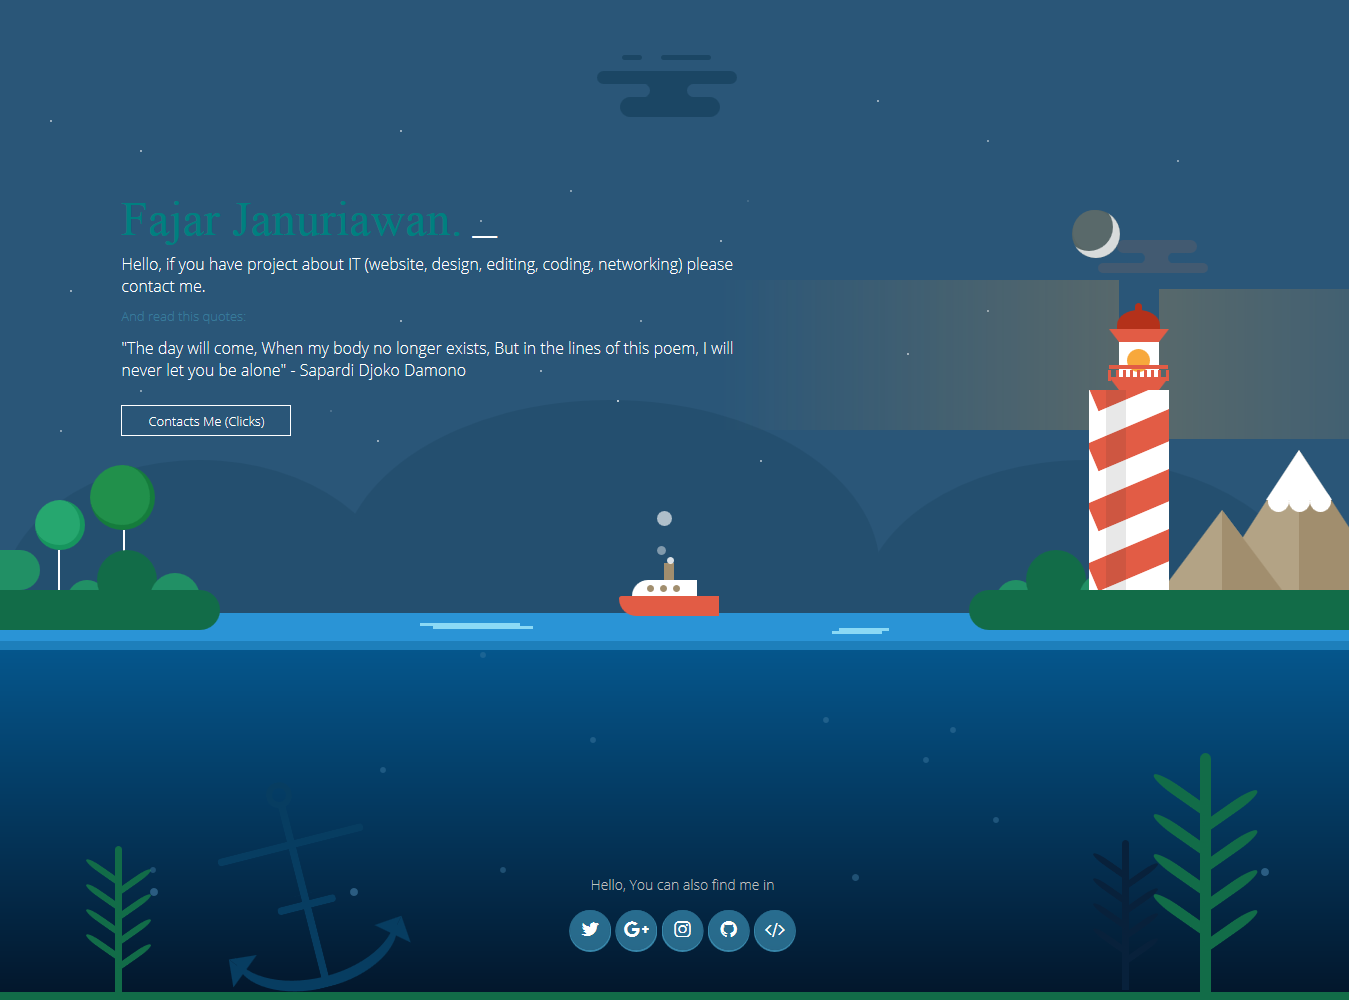 Fajar Januriawan. _
Hello, if you have project about IT (website, design, editing, coding, networking) please
contact me.
And read this quotes:
"The day will come, When my body no longer exists, But in the lines of this poem, I will
never let you be alone" - Sapardi Djoko Damono
Contacts Me (Clicks)
Hello, You can also find me in